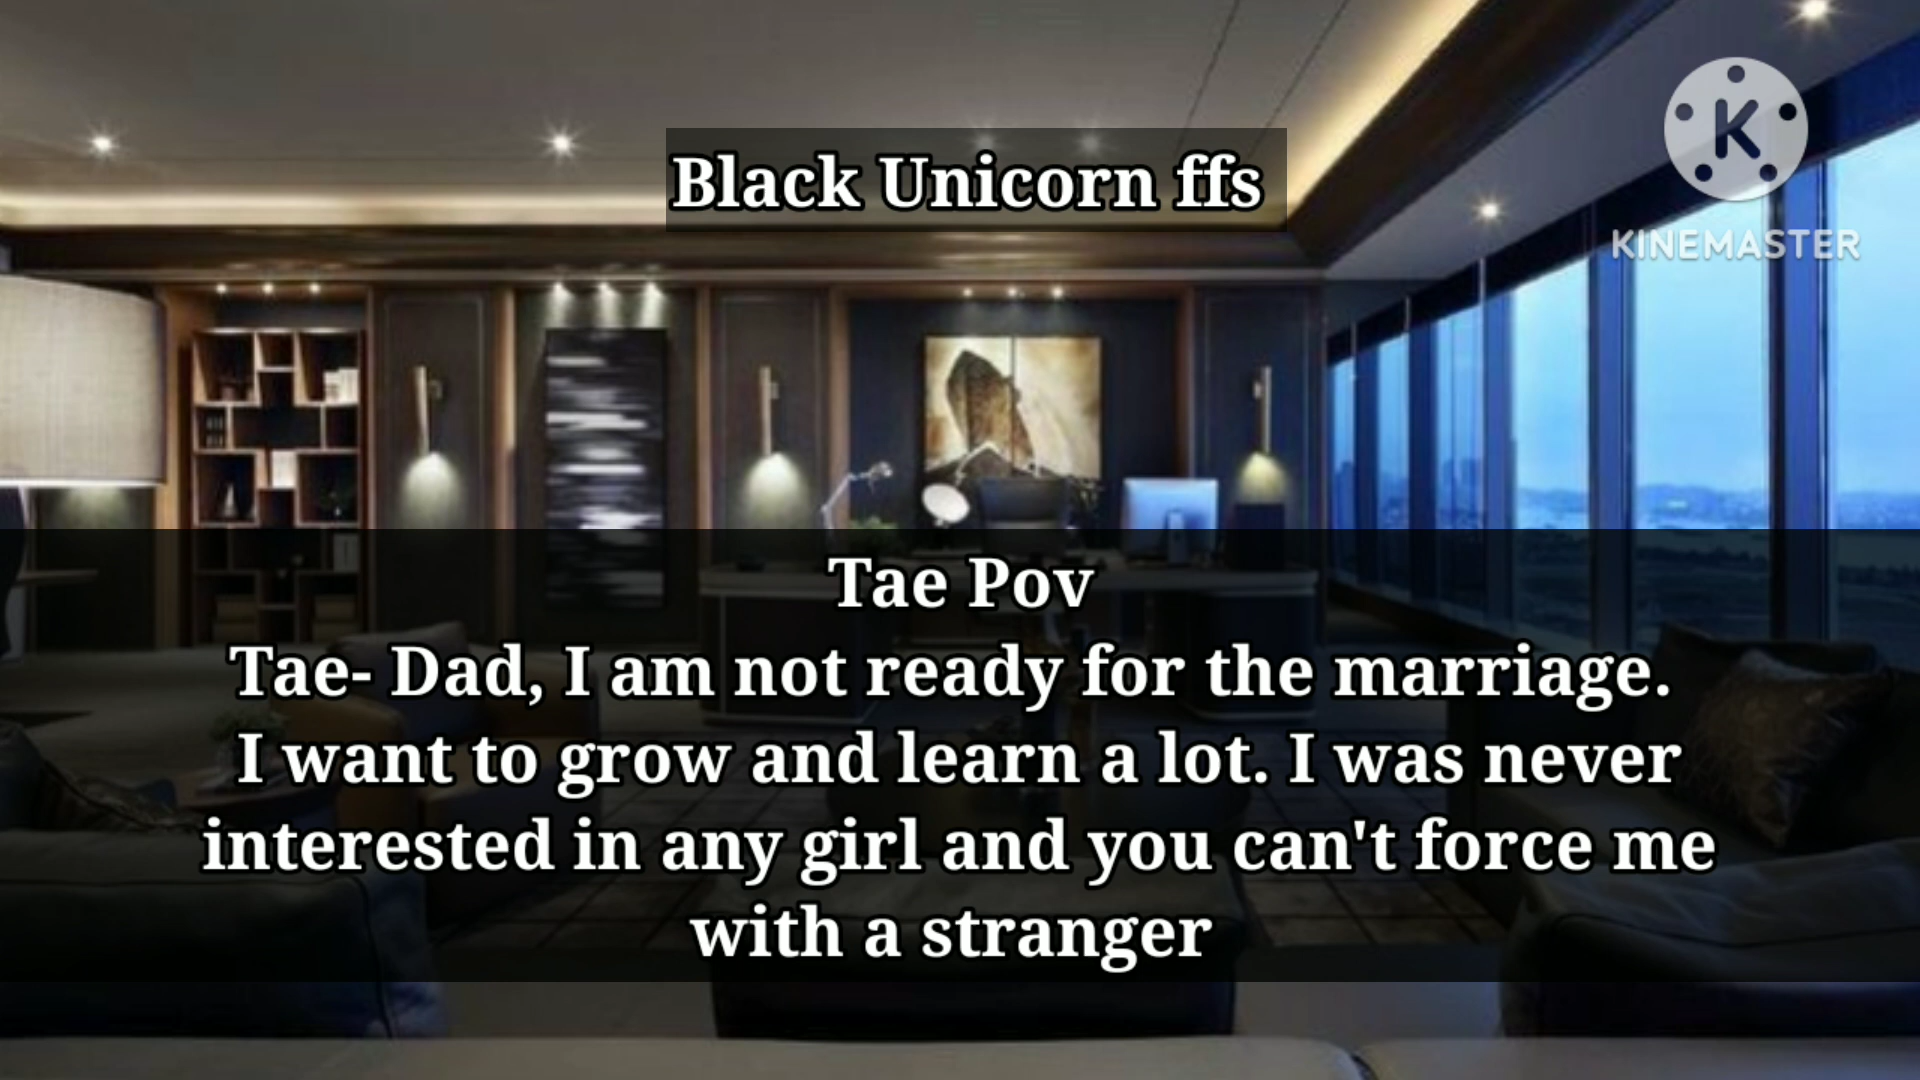 Black Unicorn ffs
K
KINEMASTER
Tae Pov
Tae- Dad, I am not ready for the marriage.
I want to grow and learn a lot. I was never
interested in any girl and you can't force me
with a stranger